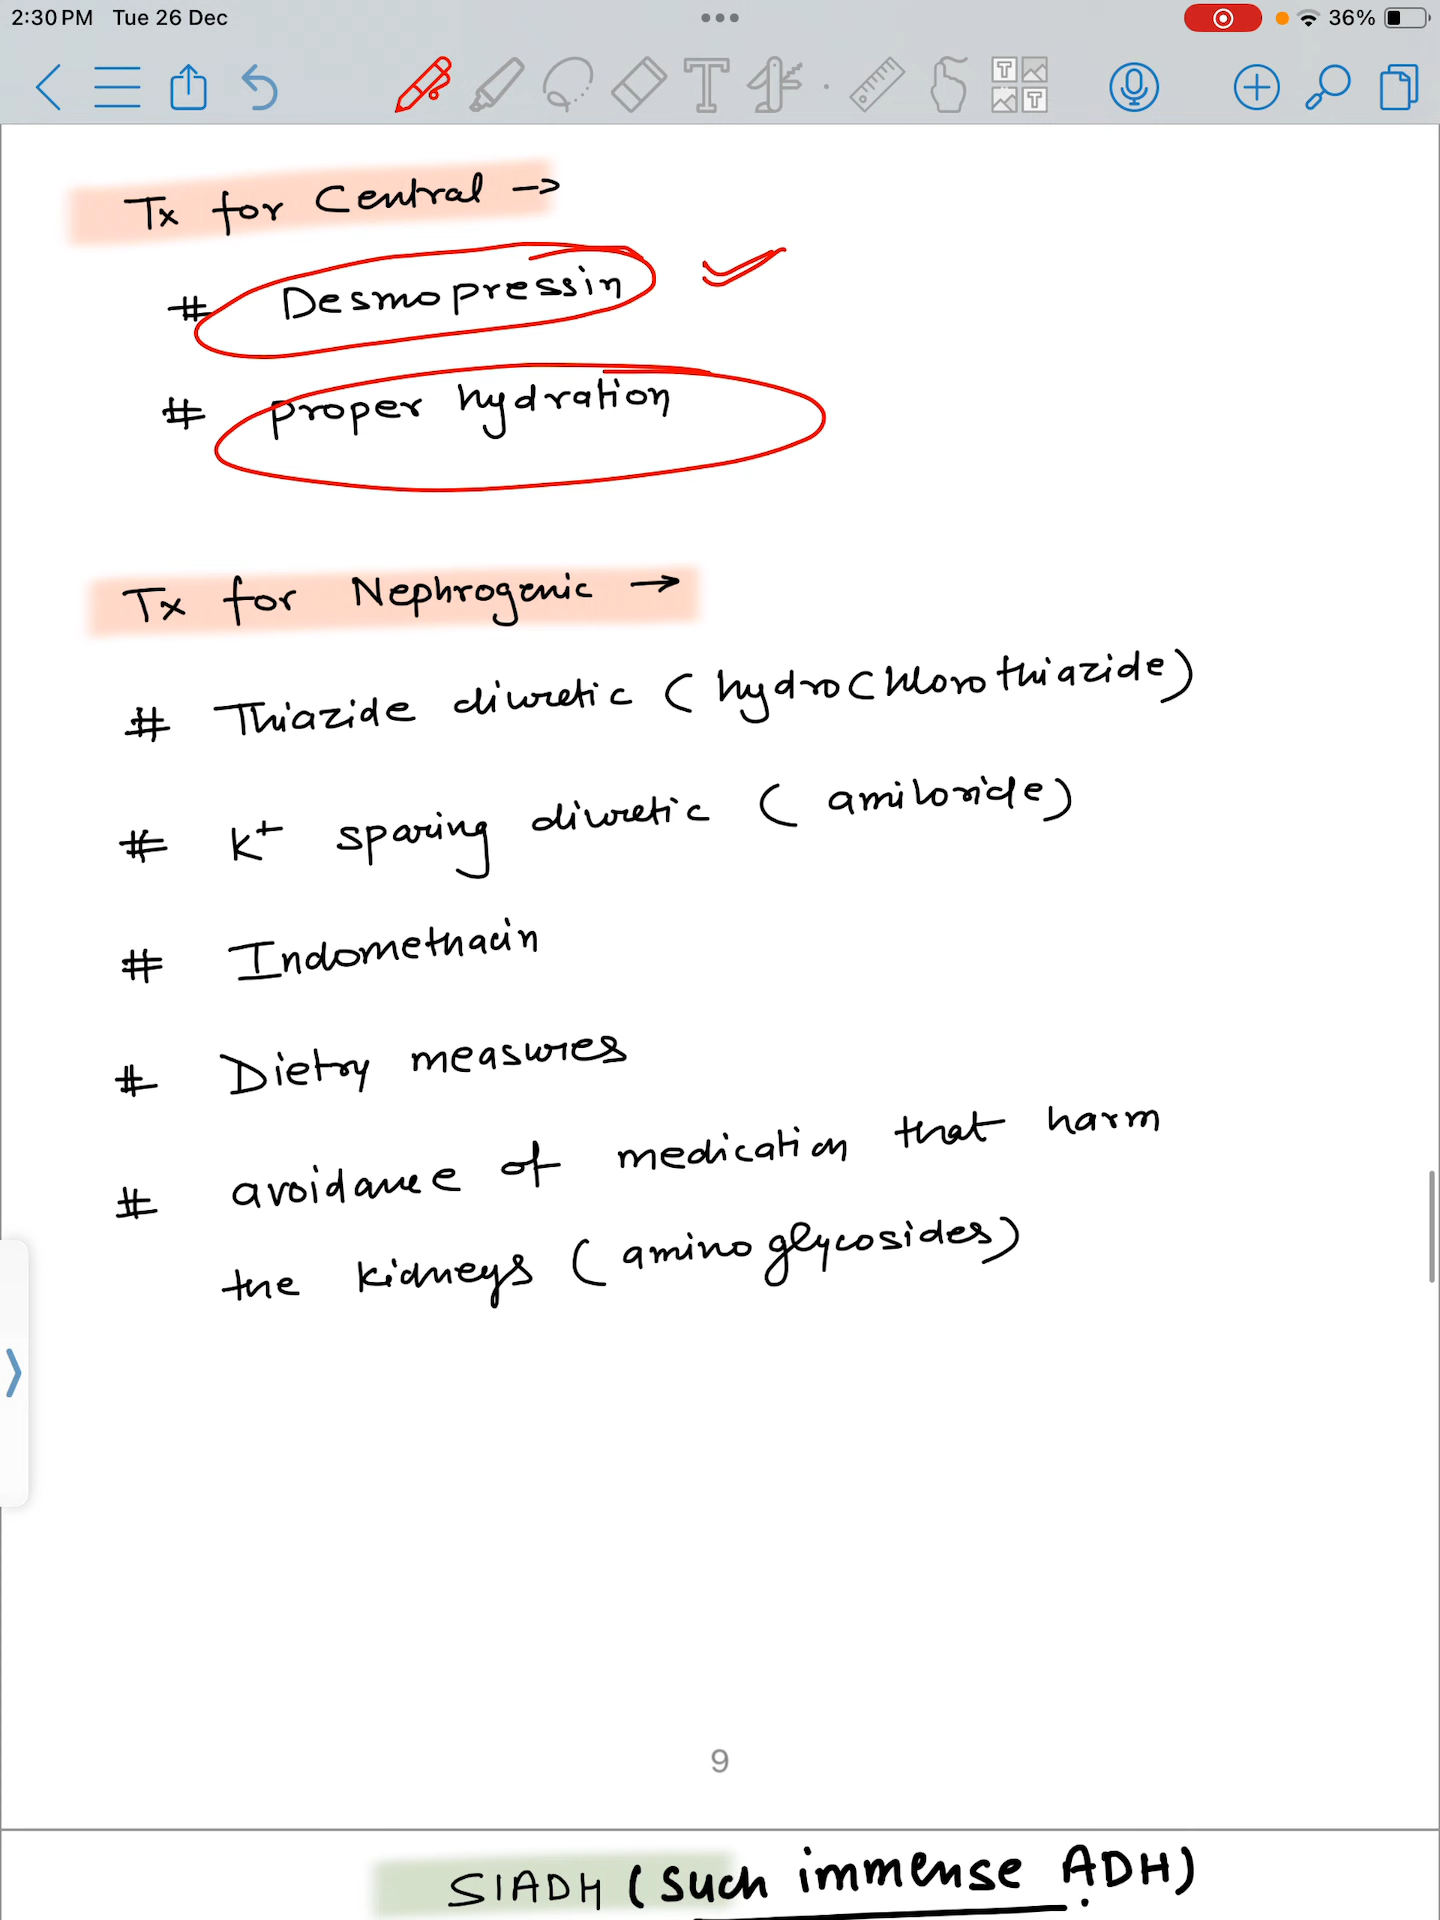 2:30 PM Tue 26 Dec 36%
Tx for Central ->
# Desmopressin
# proper hydration
Tx for Nephrogenic →
# Thiazide diuretic (hydrochlorothiazide)
# K+ sparing diuretic (amiloride)
# Indomethacin
# Dietry measures
# avoidance of medication that harm
the kidneys (aminoglycosides)
9
SIADH (Such immense ADH)